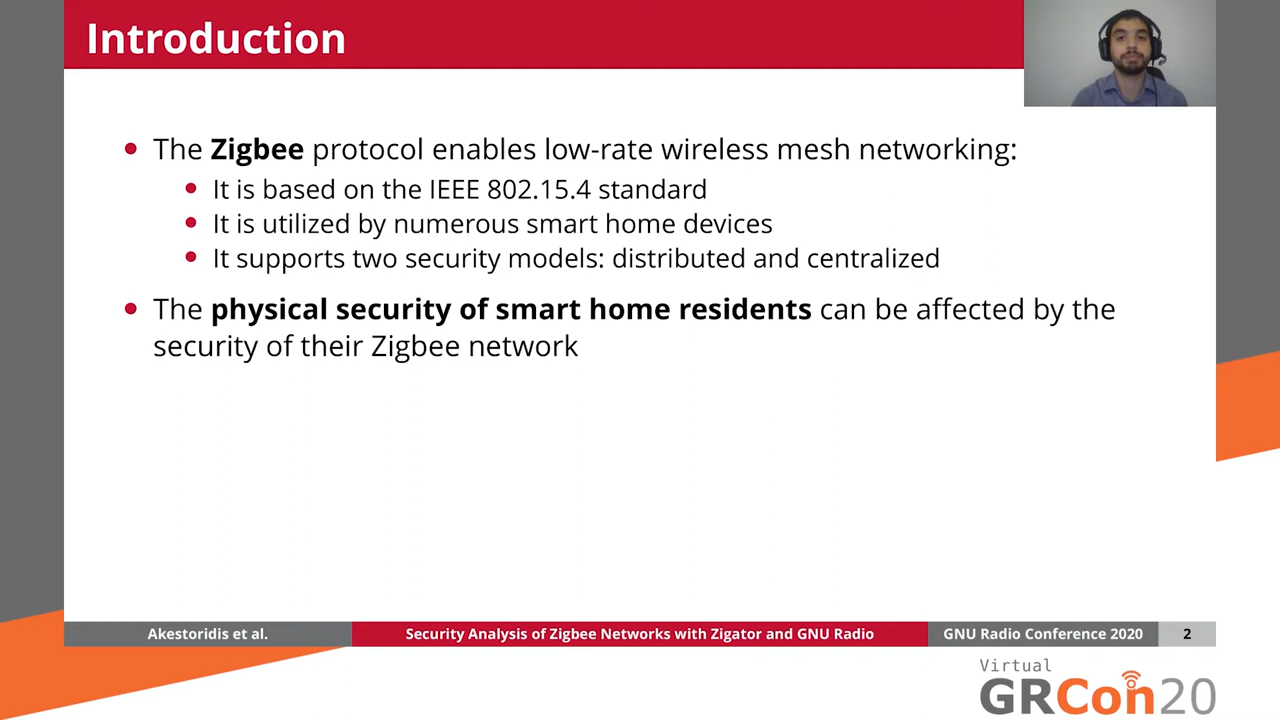 Introduction
The Zigbee protocol enables low-rate wireless mesh networking:
It is based on the IEEE 802.15.4 standard
It is utilized by numerous smart home devices
It supports two security models: distributed and centralized
The physical security of smart home residents can be affected by the
security of their Zigbee network
Akestoridis et al.
Security Analysis of Zigbee Networks with Zigator and GNU Radio
GNU Radio Conference 2020
2
Virtual
GRCon20